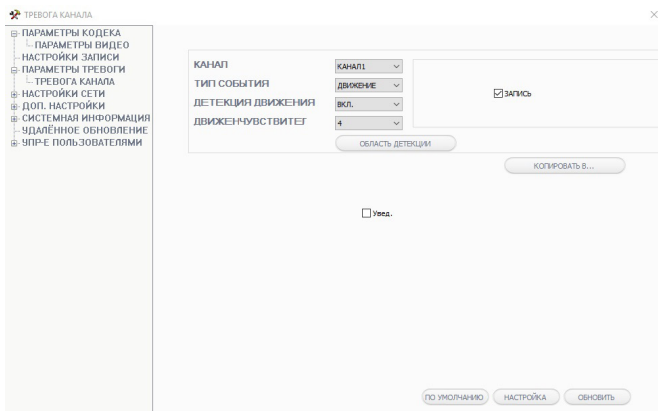 ТРЕВОГА КАНАЛА
ПАРАМЕТРЫ КОДЕКА
ПАРАМЕТРЫ ВИДЕО
НАСТРОЙКИ ЗАПИСИ
ПАРАМЕТРЫ ТРЕВОГИ
ТРЕВОГА КАНАЛА
НАСТРОЙКИ СЕТИ
ДОП. НАСТРОЙКИ
СИСТЕМНАЯ ИНФОРМАЦИЯ
УДАЛЁННОЕ ОБНОВЛЕНИЕ
УПР-Е ПОЛЬЗОВАТЕЛЯМИ
КАНАЛ КАНАЛ1
ТИП СОБЫТИЯ ДВИЖЕНИЕ
ДЕТЕКЦИЯ ДВИЖЕНИЯ ВКЛ.
ДВИЖЕНЧУВСТВИТЕГ 4
ОБЛАСТЬ ДЕТЕКЦИИ
ЗАПИСЬ
КОПИРОВАТЬ В...
Увед.
ПО УМОЛЧАНИЮ НАСТРОЙКА ОБНОВИТЬ